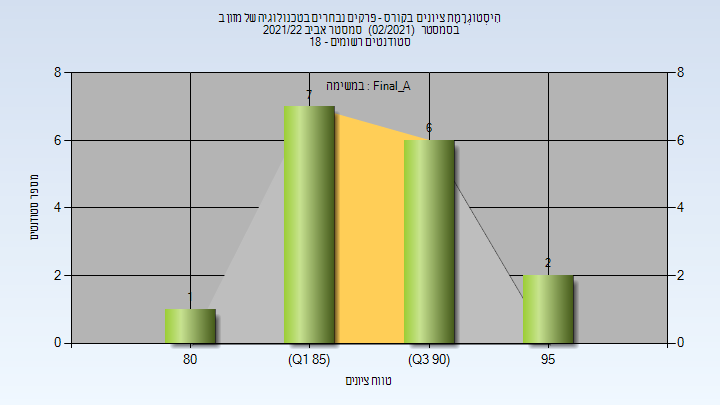 הִיסְטוֹגְרָמַת ציונים בקורס - פרקים נבחרים בטכנולוגיה של מזון ב
בסמסטר (02/2021) סמסטר אביב 2021/22
סטודנטים רשומים - 18
במשימה : Final_A
מספר סטודנטים
8
6
4
2
0
8
6
4
2
0
1
7
6
2
80
(Q1 85)
(Q3 90)
95
טווח ציונים